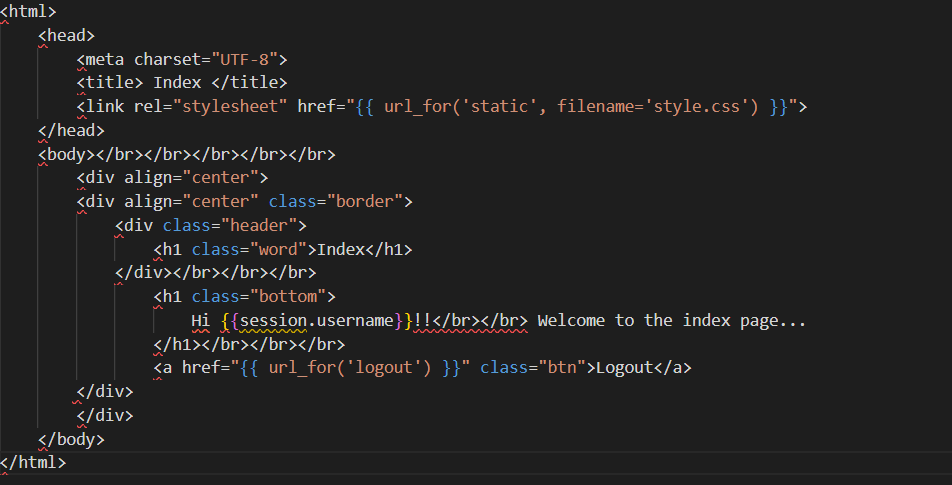 <html>
<head>
<meta charset="UTF-8">
<title> Index </title>
<link rel="stylesheet" href="{{ url_for('static', filename='style.css') }}">
</head>
<body></br></br></br></br></br>
<div align="center">
<div align="center" class="border">
<div class="header">
<h1 class="word">Index</h1>
</div></br></br></br>
<h1 class="bottom">
Hi {{session.username}}!!</br></br> Welcome to the index page...
</h1></br></br></br>
<a href="{{ url_for('logout') }}" class="btn">Logout</a>
</div>
</div>
</body>
</html>